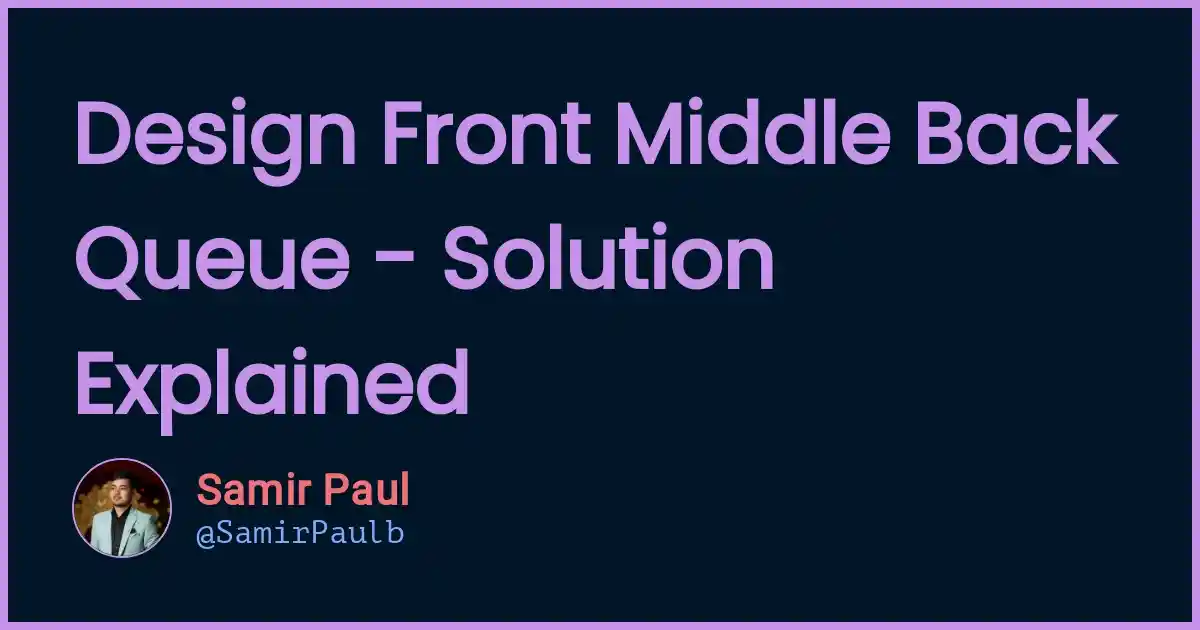 Design Front Middle Back
Queue - Solution
Explained
Samir Paul
@SamirPaulb